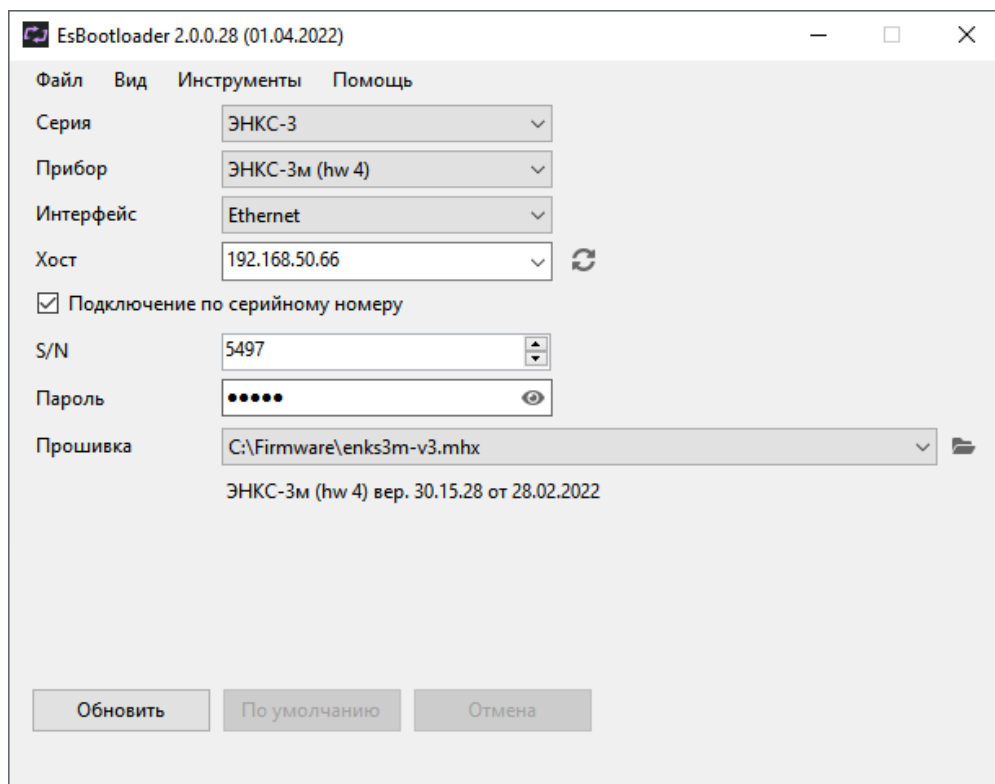 EsBootloader 2.0.0.28 (01.04.2022)
Файл Вид Инструменты Помощь
Серия ЭНКС-3
Прибор ЭНКС-3м (hw 4)
Интерфейс Ethernet
Хост 192.168.50.66
Подключение по серийному номеру
S/N 5497
Пароль •••••
Прошивка C:\Firmware\enks3m-v3.mhx
ЭНКС-3м (hw 4) вер. 30.15.28 от 28.02.2022
Обновить По умолчанию Отмена